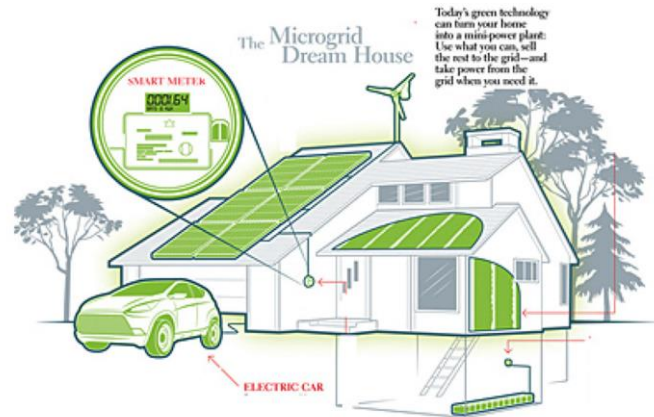 The Microgrid
Dream House
Today's green technology
can turn your home
into a mini-power plant:
Use what you can, sell
the rest to the grid—and
take power from the
grid when you need it.
SMART METER
000164
ELECTRIC CAR